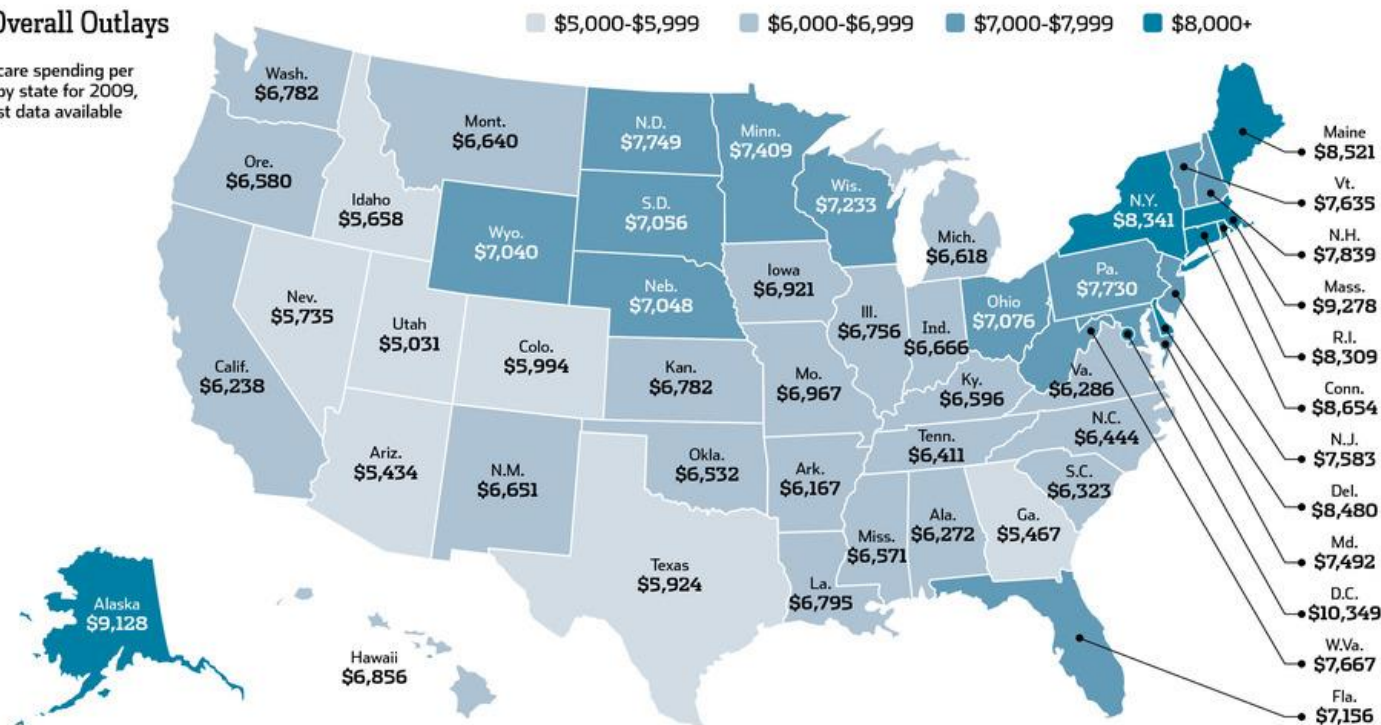 Overall Outlays
care spending per
by state for 2009,
st data available
$5,000-$5,999
$6,000-$6,999
$7,000-$7,999
$8,000+
Wash.
$6,782
Ore.
$6,580
Calif.
$6,238
Idaho
$5,658
Nev.
$5,735
Mont.
$6,640
Wyo.
$7,040
Utah
$5,031
Colo.
$5,994
Ariz.
$5,434
N.M.
$6,651
N.D.
$7,749
S.D.
$7,056
Neb.
$7,048
Kan.
$6,782
Okla.
$6,532
Texas
$5,924
Minn.
$7,409
Iowa
$6,921
Mo.
$6,967
Ark.
$6,167
La.
$6,795
Wis.
$7,233
Ill.
$6,756
Mich.
$6,618
Ind.
$6,666
Ohio
$7,076
Ky.
$6,596
Tenn.
$6,411
Miss.
$6,571
Ala.
$6,272
Ga.
$5,467
S.C.
$6,323
N.C.
$6,444
Va.
$6,286
Pa.
$7,730
N.Y.
$8,341
Maine
$8,521
Vt.
$7,635
N.H.
$7,839
Mass.
$9,278
R.I.
$8,309
Conn.
$8,654
N.J.
$7,583
Del.
$8,480
Md.
$7,492
D.C.
$10,349
W.Va.
$7,667
Fla.
$7,156
Alaska
$9,128
Hawaii
$6,856